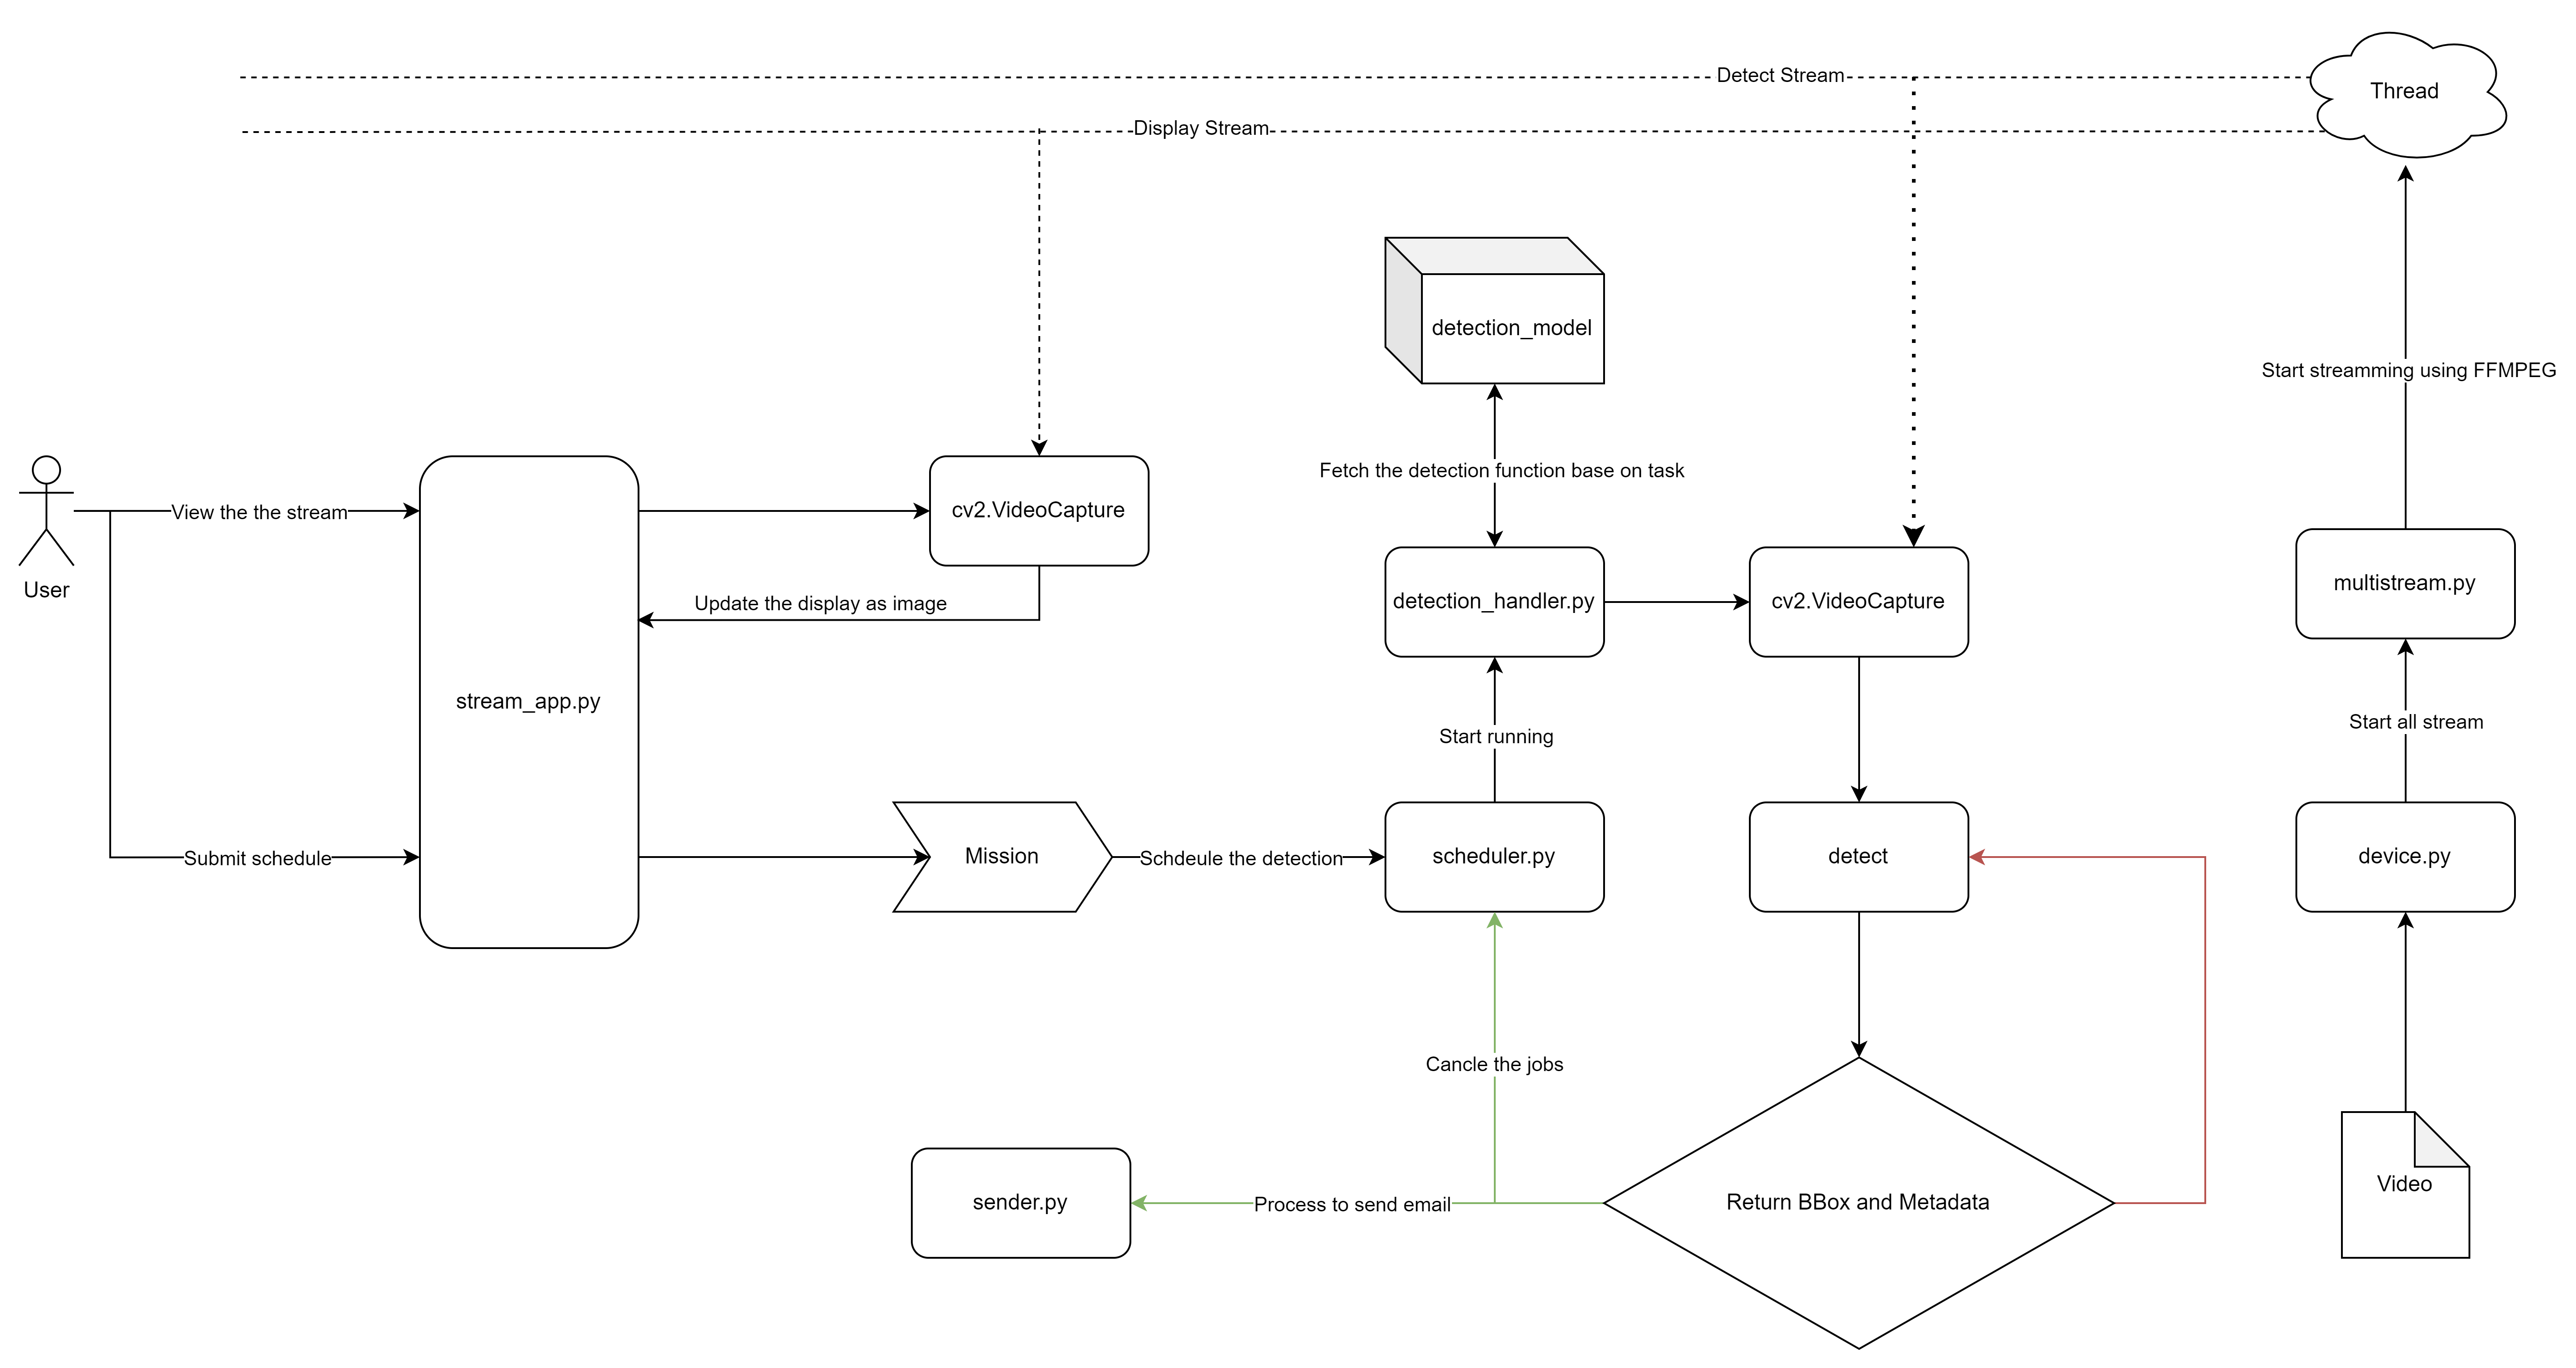 Detect Stream
Thread
Display Stream
detection_model
Start streamming using FFMPEG
Fetch the detection function base on task
View the the stream
cv2.VideoCapture
User
Update the display as image
detection_handler.py
cv2.VideoCapture
multistream.py
stream_app.py
Start running
Start all stream
Submit schedule
Mission
Schdeule the detection
scheduler.py
detect
device.py
Cancle the jobs
sender.py
Process to send email
Return BBox and Metadata
Video